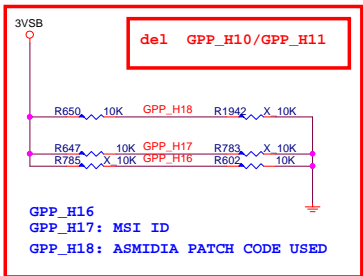 3VSB
del GPP_H10/GPP_H11
R650 10K GPP_H18 R1942 X_10K
R647 10K GPP_H17 R783 X_10K
R785 X_10K GPP_H16 R602 10K
GPP_H16
GPP_H17: MSI ID
GPP_H18: ASMIDIA PATCH CODE USED